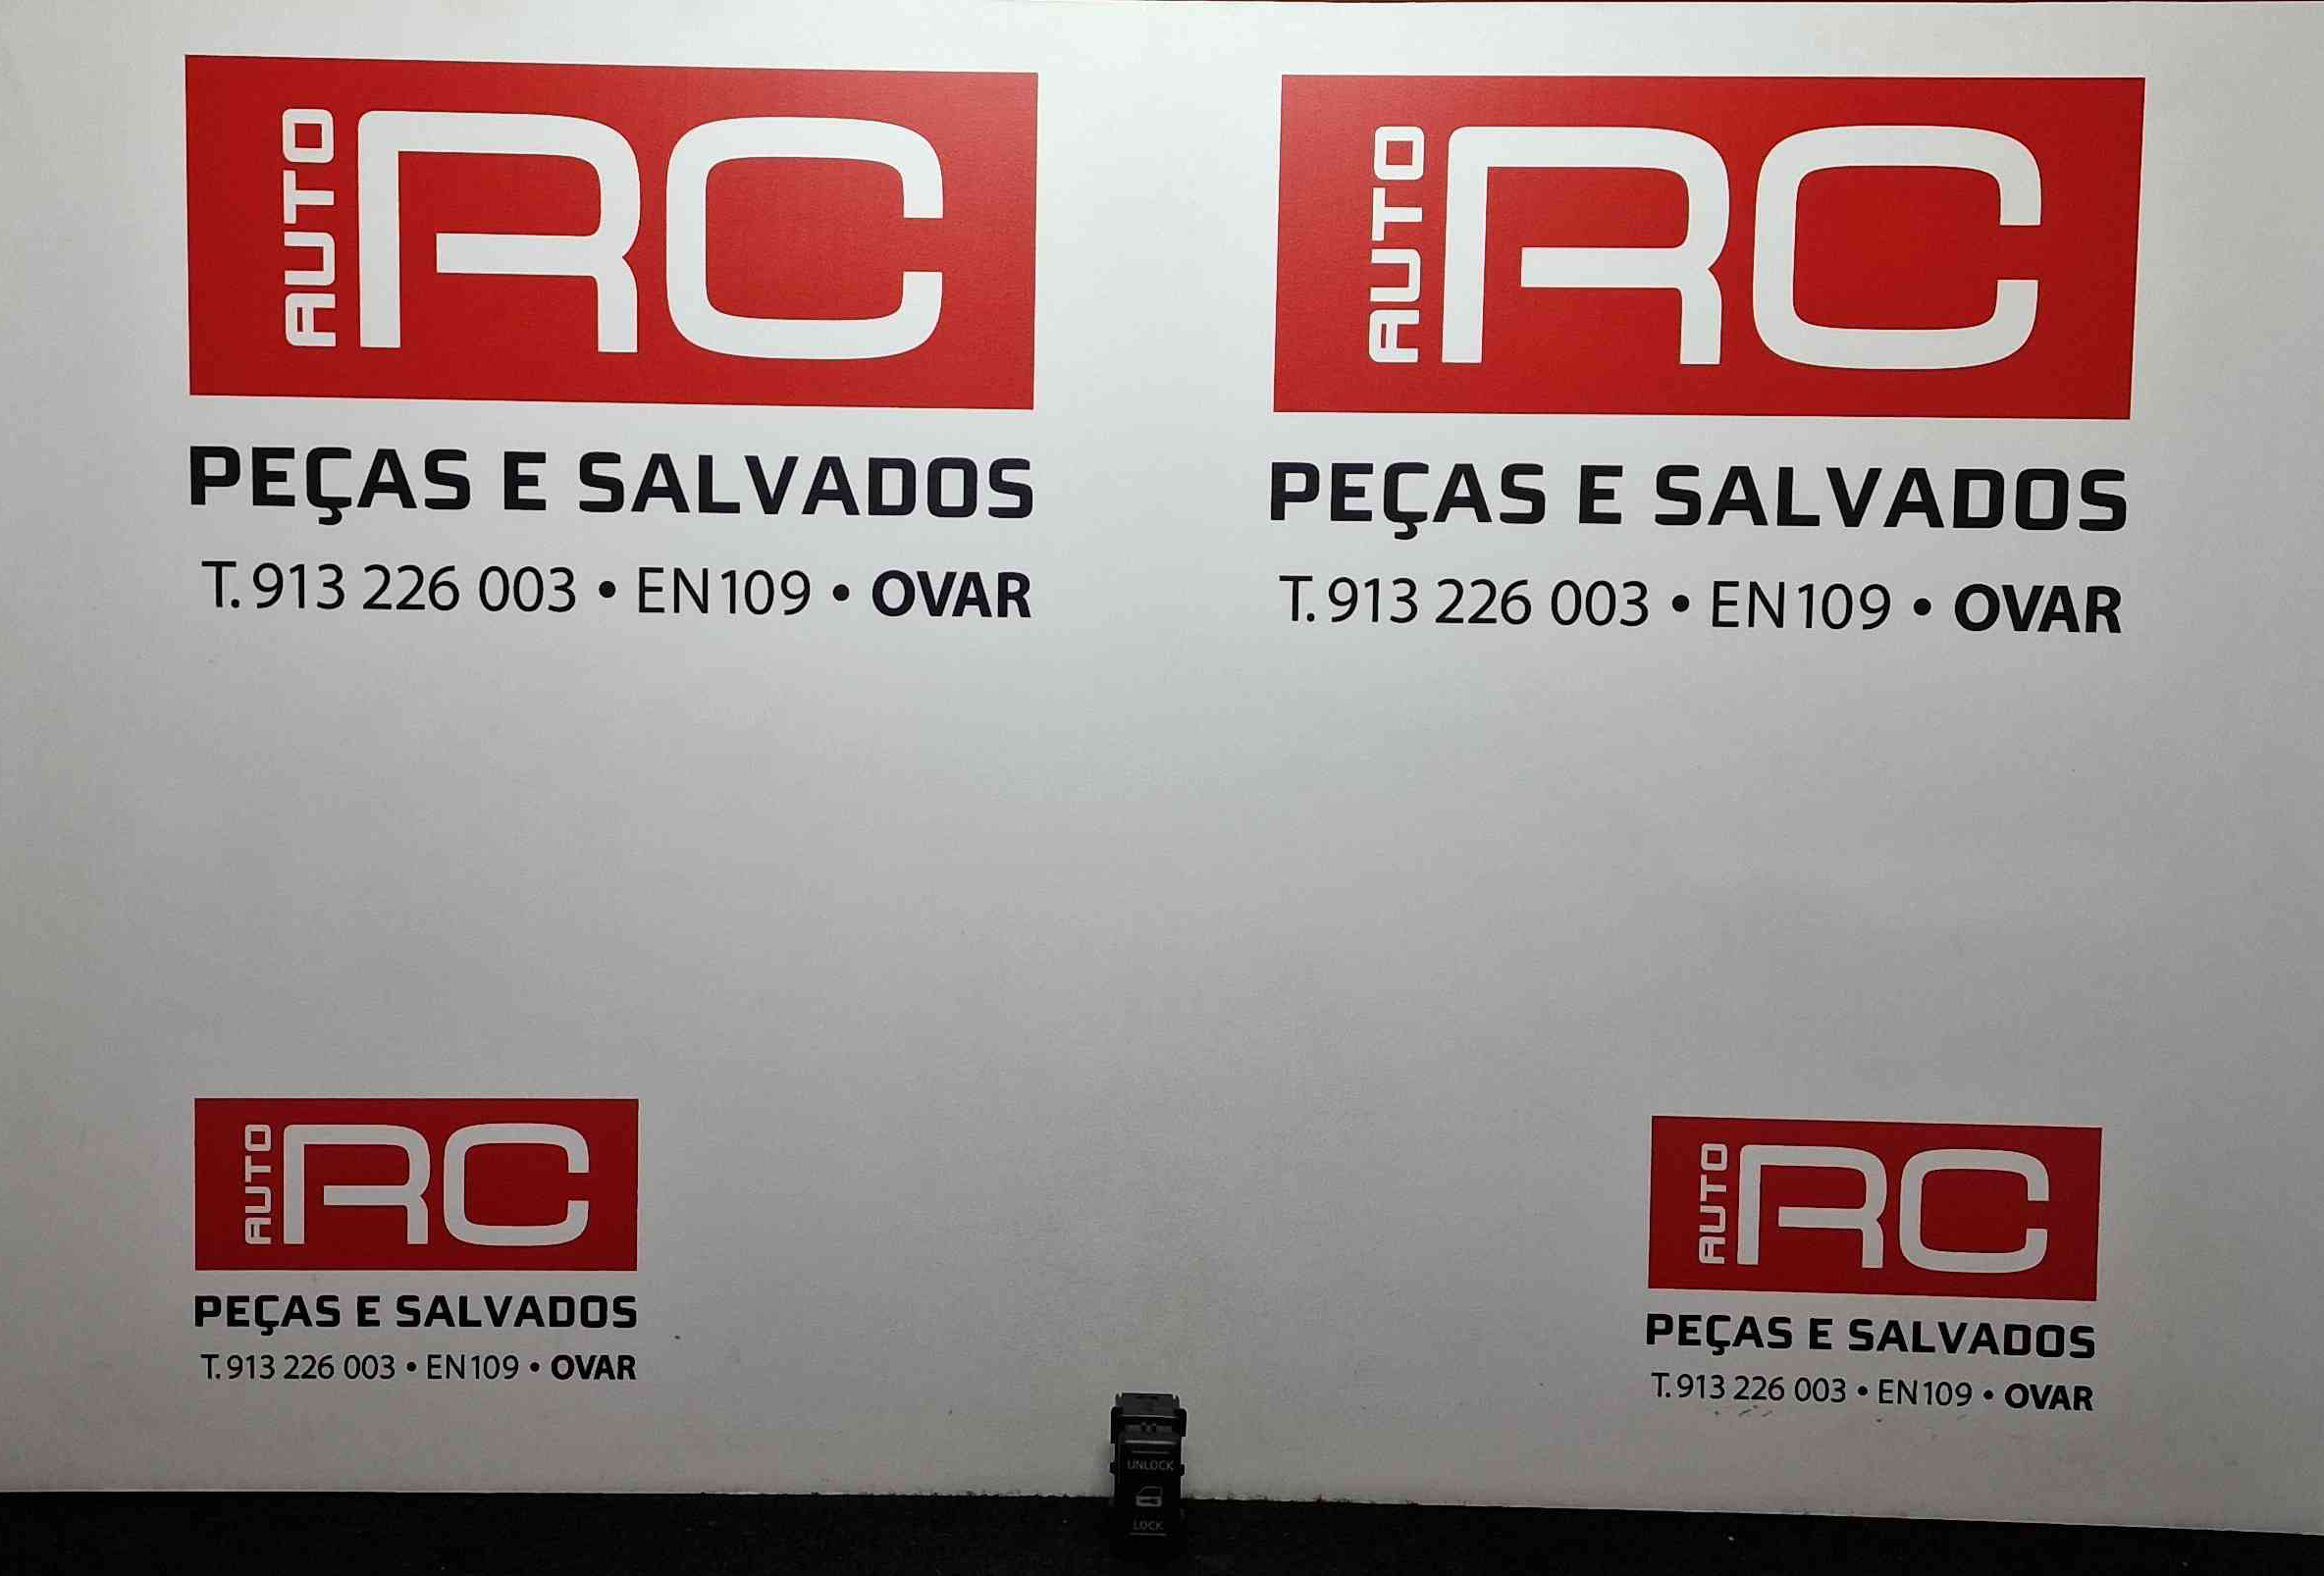 AUTO RC
PEÇAS E SALVADOS
T. 913 226 003 • EN109 • OVAR
AUTO RC
PEÇAS E SALVADOS
T. 913 226 003 • EN109 • OVAR
AUTO RC
PEÇAS E SALVADOS
T. 913 226 003 • EN109 • OVAR
AUTO RC
PEÇAS E SALVADOS
T. 913 226 003 • EN109 • OVAR
UNLOCK
LOCK